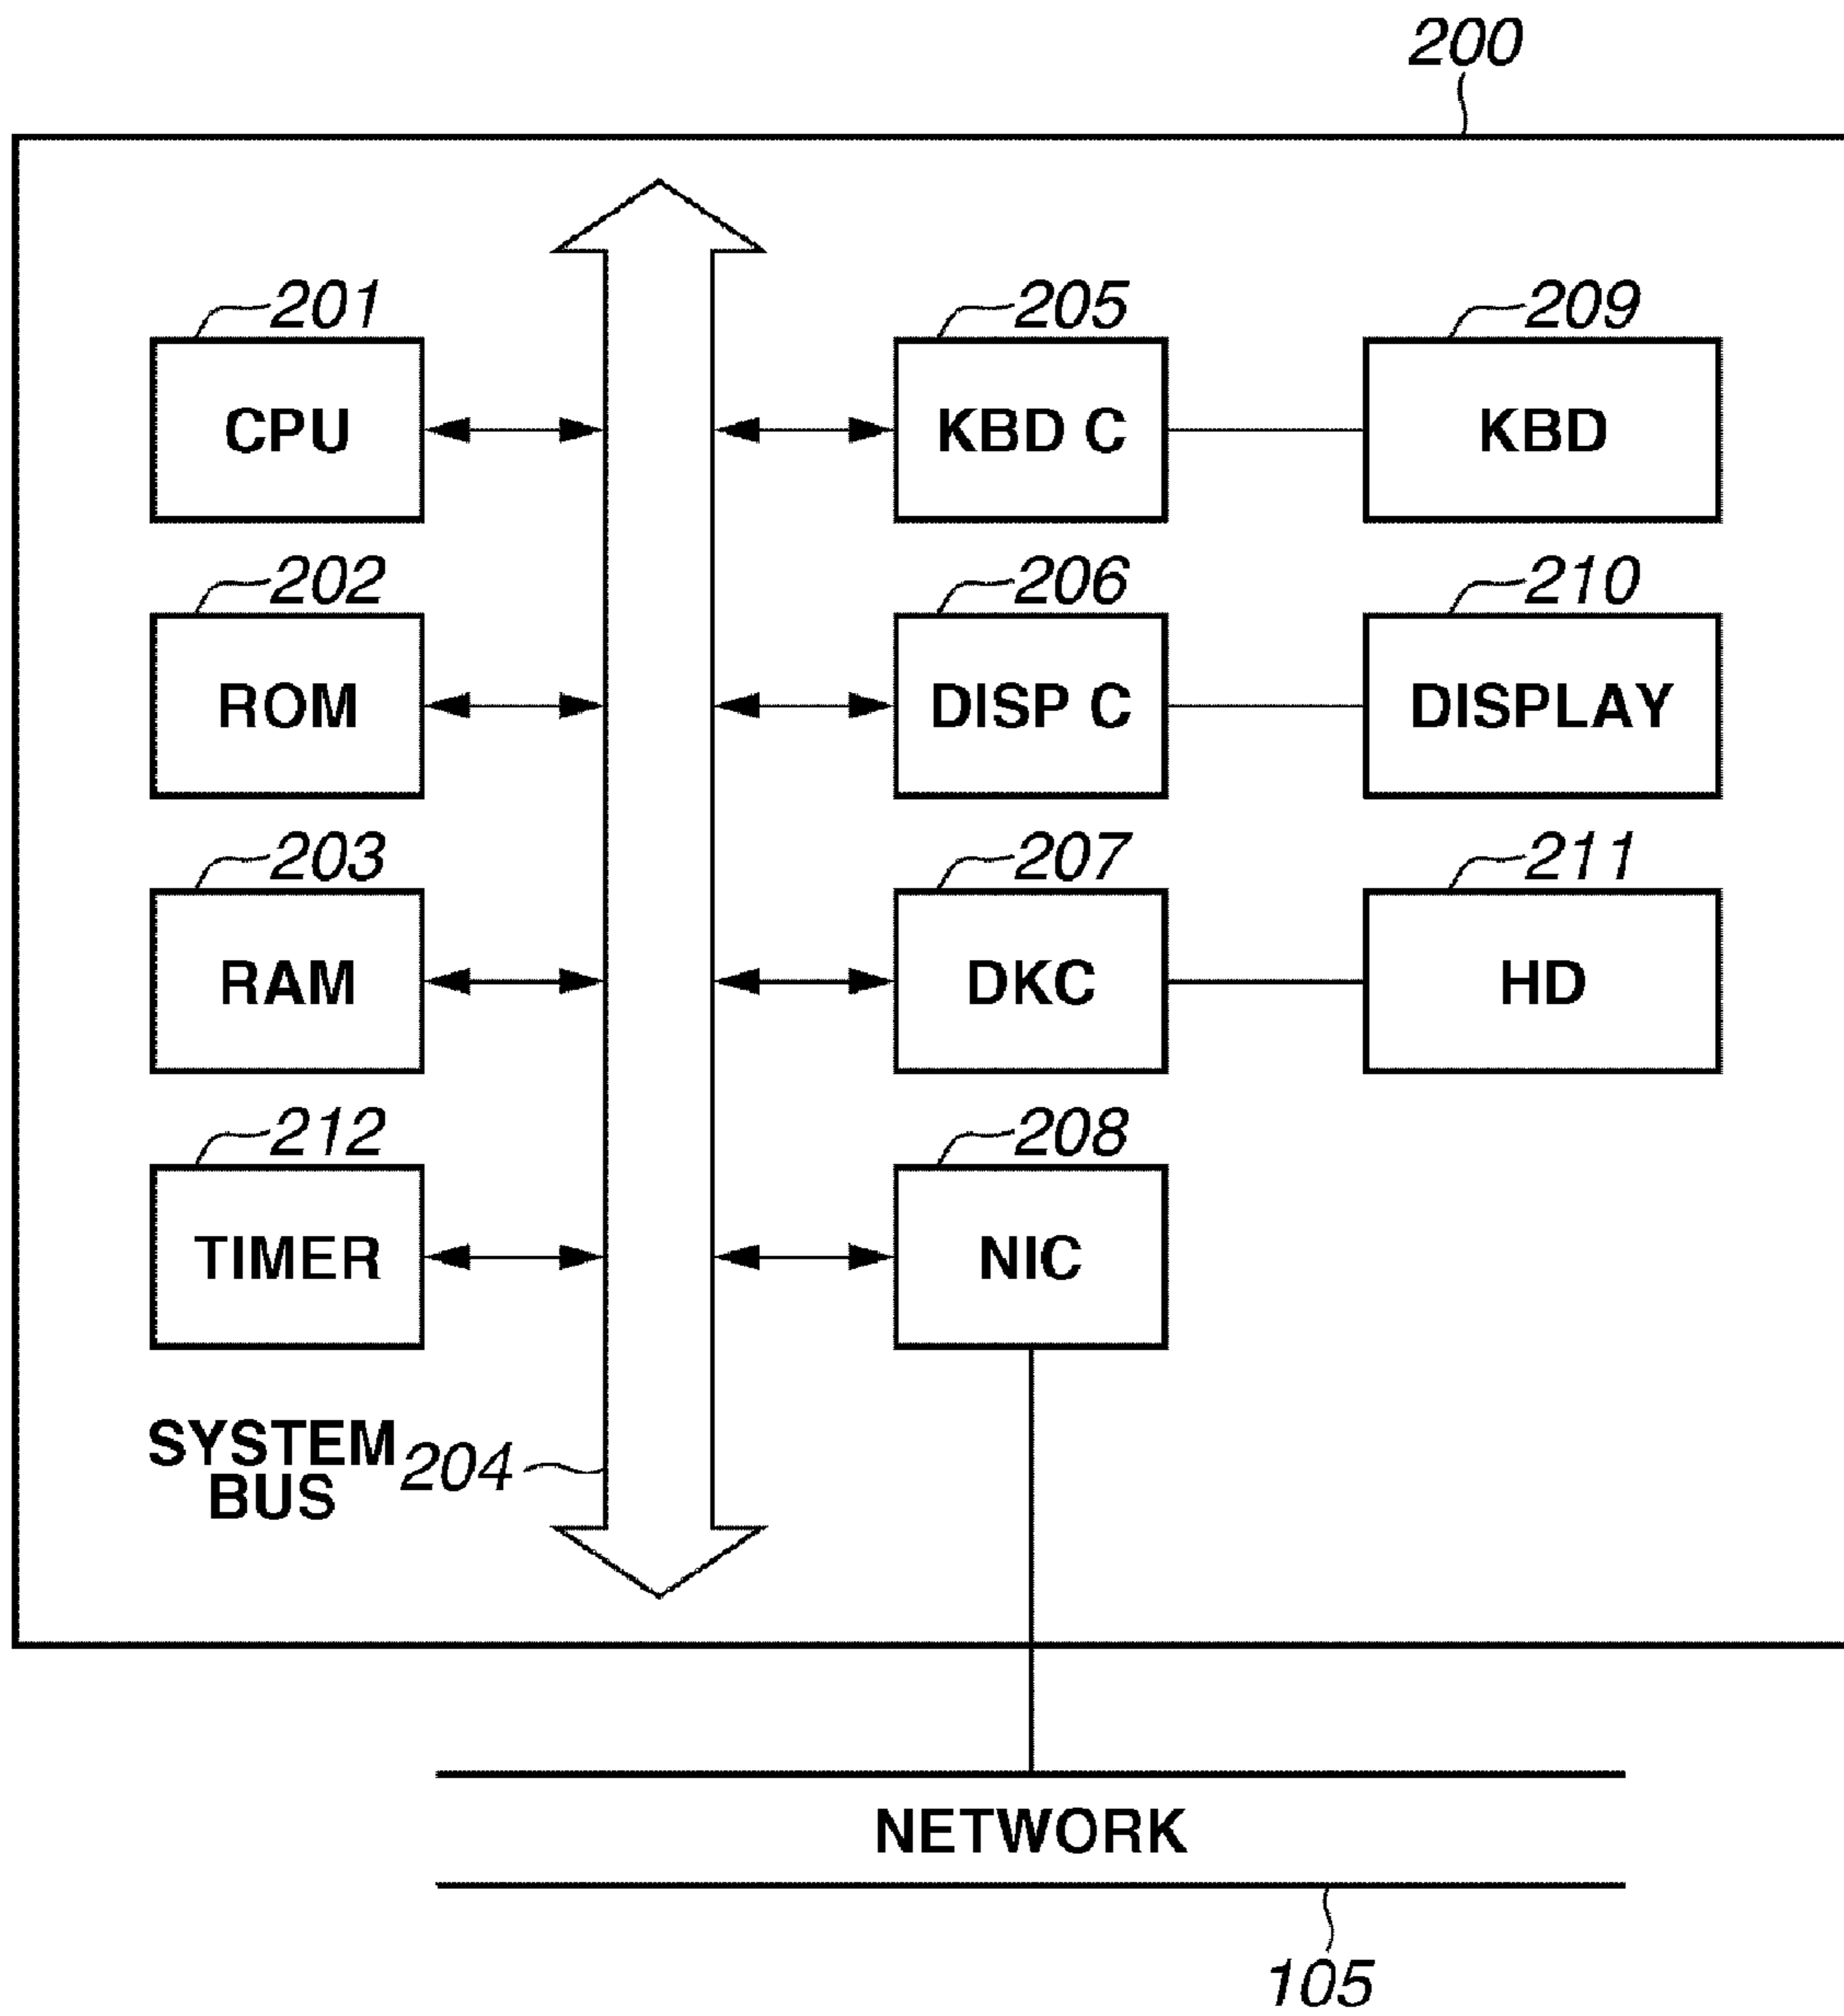 200
201
205
209
CPU
KBD C
KBD
202
206
210
ROM
DISP C
DISPLAY
203
207
211
RAM
DKC
HD
212
208
TIMER
NIC
SYSTEM
BUS
204
NETWORK
105